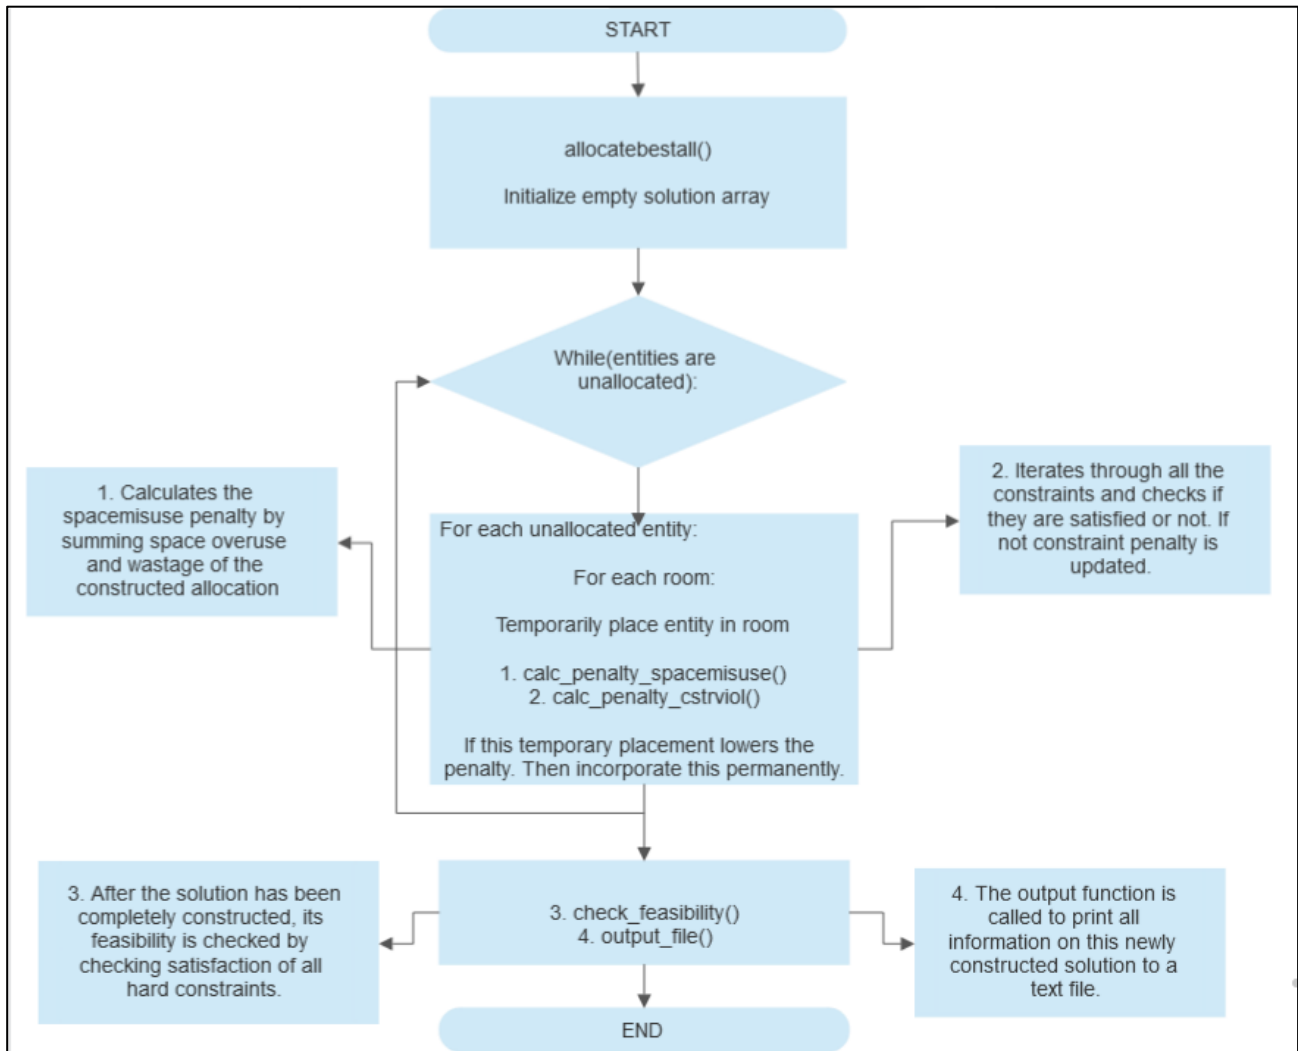 START
allocatebestall()
Initialize empty solution array
While(entities are
unallocated):
1. Calculates the
spacemisuse penalty by
summing space overuse
and wastage of the
constructed allocation
2. Iterates through all the
constraints and checks if
they are satisfied or not. If
not constraint penalty is
updated.
For each unallocated entity:
For each room:
Temporarily place entity in room
1. calc_penalty_spacemisuse()
2. calc_penalty_cstrviol()
If this temporary placement lowers the
penalty. Then incorporate this permanently.
3. After the solution has been
completely constructed, its
feasibility is checked by
checking satisfaction of all
hard constraints.
3. check_feasibility()
4. output_file()
4. The output function is
called to print all
information on this newly
constructed solution to a
text file.
END